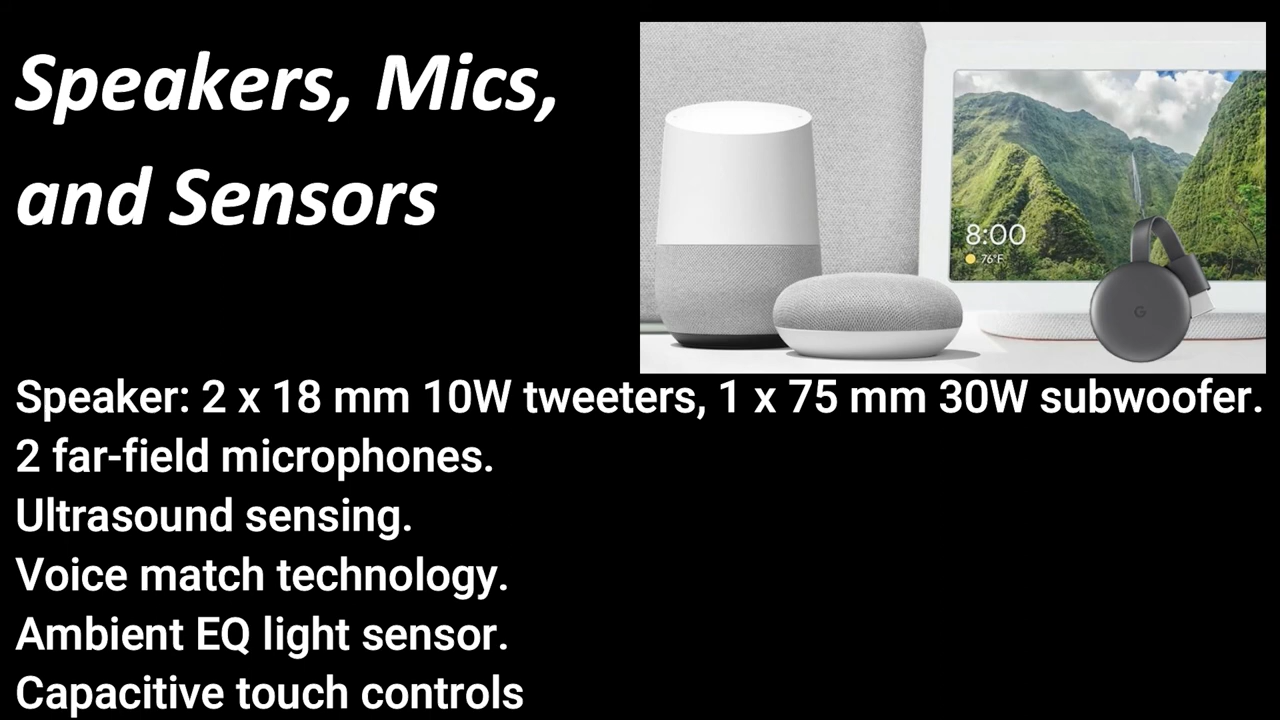 Speakers, Mics,
and Sensors
8:00
76°F
G
Speaker: 2 x 18 mm 10W tweeters, 1 x 75 mm 30W subwoofer.
2 far-field microphones.
Ultrasound sensing.
Voice match technology.
Ambient EQ light sensor.
Capacitive touch controls